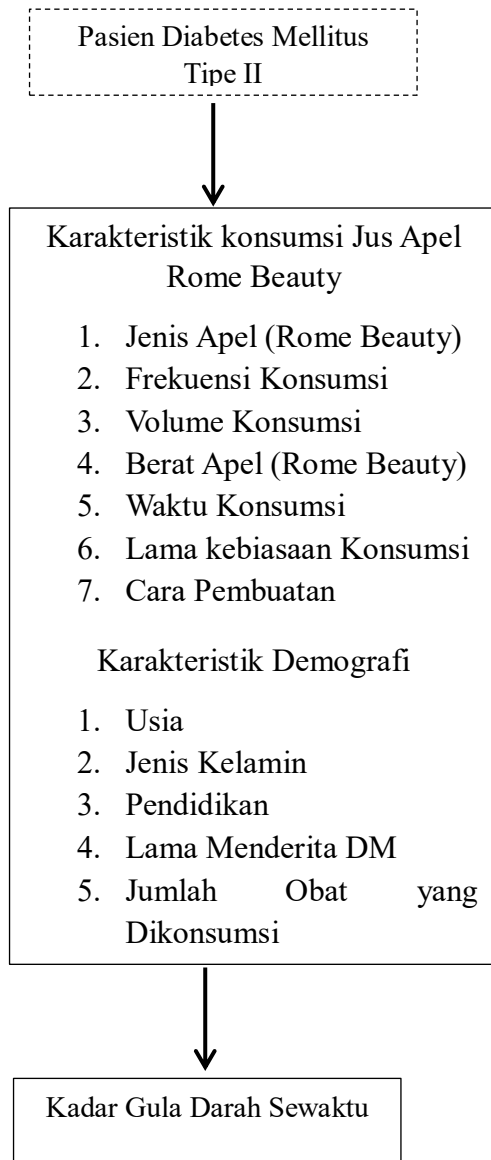 Pasien Diabetes Mellitus
Tipe II
Karakteristik konsumsi Jus Apel
Rome Beauty
1. Jenis Apel (Rome Beauty)
2. Frekuensi Konsumsi
3. Volume Konsumsi
4. Berat Apel (Rome Beauty)
5. Waktu Konsumsi
6. Lama kebiasaan Konsumsi
7. Cara Pembuatan
Karakteristik Demografi
1. Usia
2. Jenis Kelamin
3. Pendidikan
4. Lama Menderita DM
5. Jumlah Obat yang
Dikonsumsi
Kadar Gula Darah Sewaktu